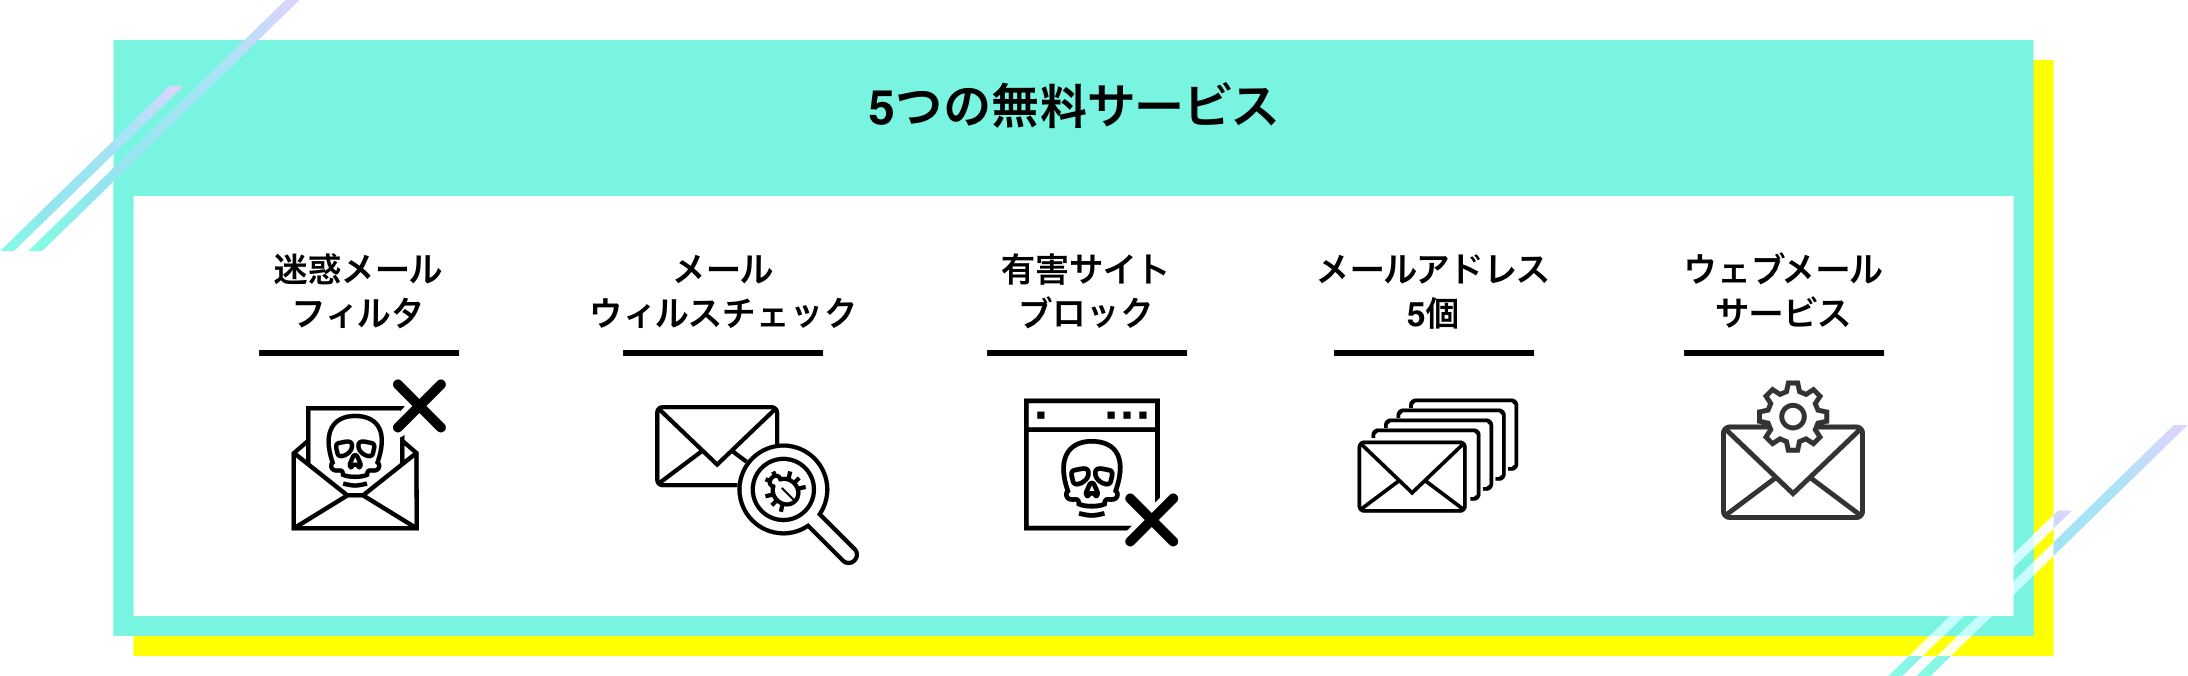 5つの無料サービス
迷惑メール
フィルタ
メール
ウィルスチェック
有害サイト
ブロック
メールアドレス
5個
ウェブメール
サービス